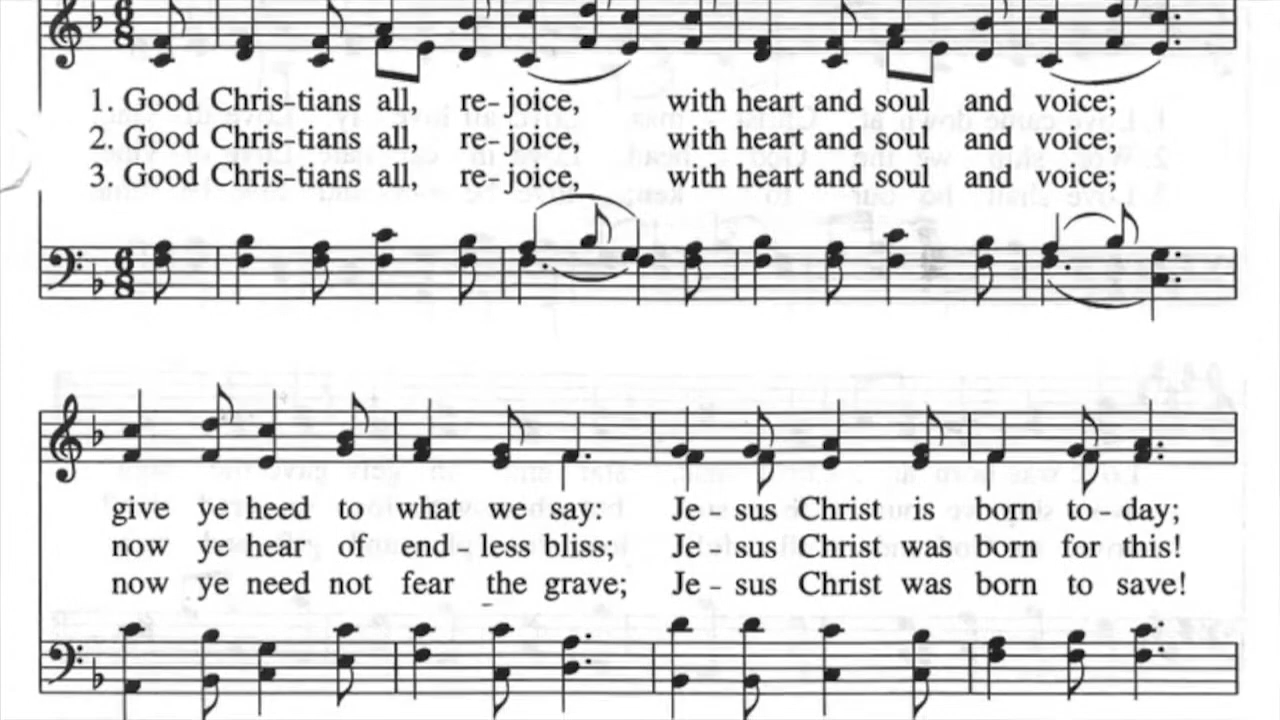 1. Good Chris-tians all, re-joice, with heart and soul and voice;
2. Good Chris-tians all, re-joice, with heart and soul and voice;
3. Good Chris-tians all, re-joice, with heart and soul and voice;
give ye heed to what we say: Je - sus Christ is born to - day;
now ye hear of end - less bliss; Je - sus Christ was born for this!
now ye need not fear the grave; Je - sus Christ was born to save!